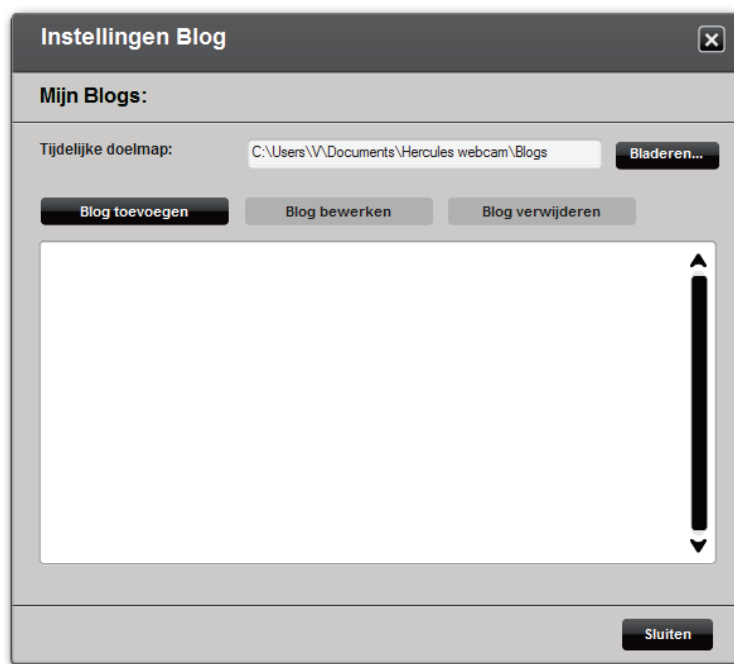 Instellingen Blog
Mijn Blogs:
Tijdelijke doelmap: C:\Users\V\Documents\Hercules webcam\Blogs Bladeren...
Blog toevoegen Blog bewerken Blog verwijderen
Sluiten